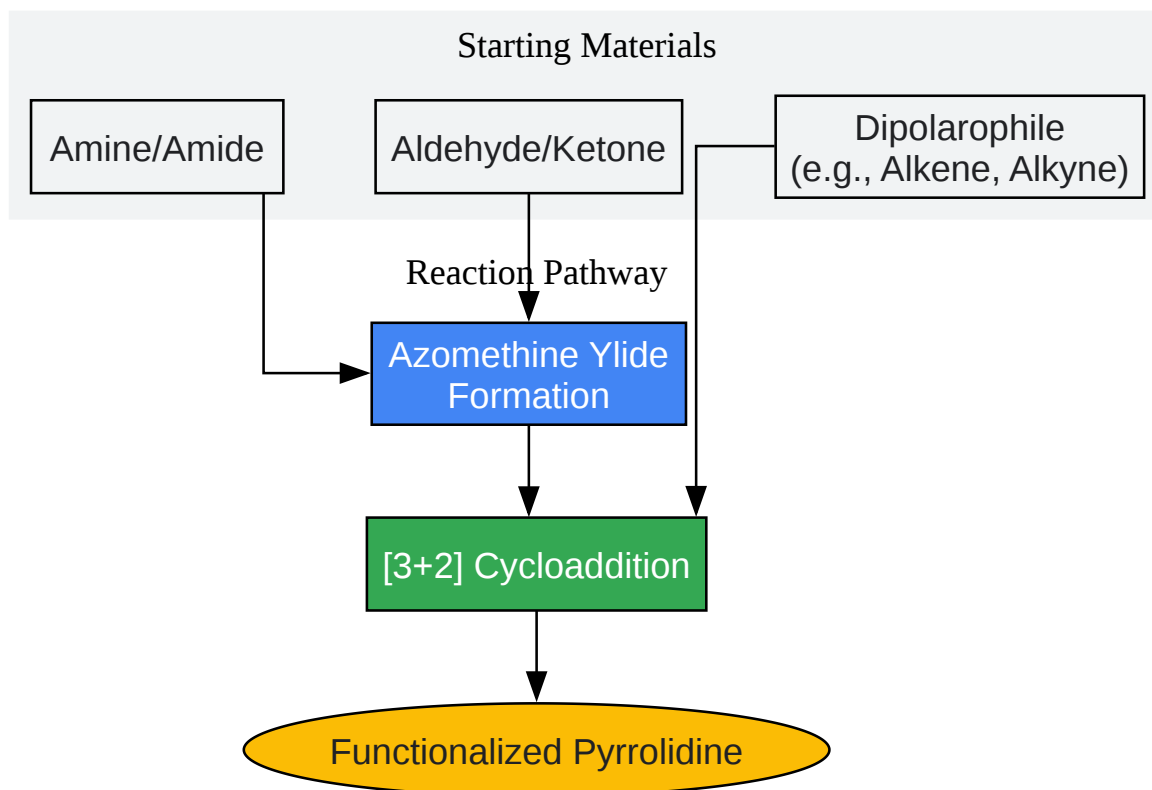 Starting Materials
Amine/Amide
Aldehyde/Ketone
Dipolarophile
(e.g., Alkene, Alkyne)
Reaction Pathway
Azomethine Ylide
Formation
[3+2] Cycloaddition
Functionalized Pyrrolidine